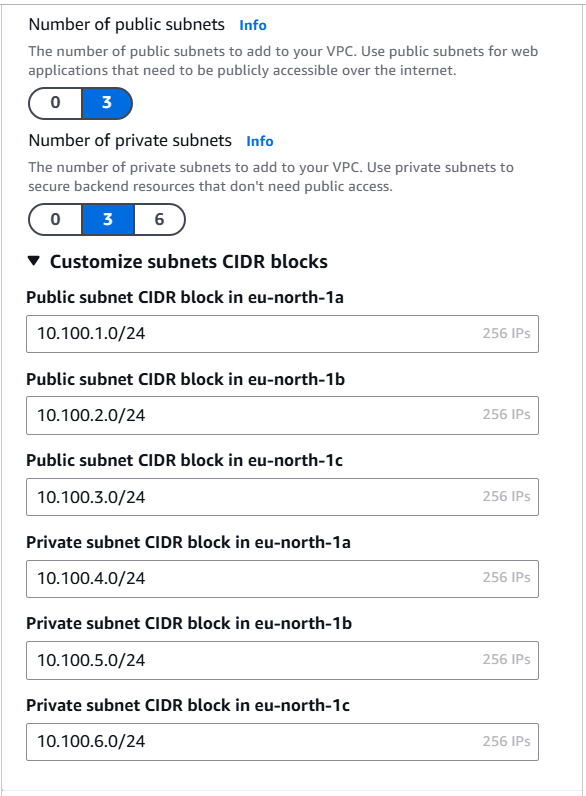 Number of public subnets Info
The number of public subnets to add to your VPC. Use public subnets for web
applications that need to be publicly accessible over the internet.
0 3
Number of private subnets Info
The number of private subnets to add to your VPC. Use private subnets to
secure backend resources that don't need public access.
0 3 6
▼ Customize subnets CIDR blocks
Public subnet CIDR block in eu-north-1a
10.100.1.0/24 256 IPs
Public subnet CIDR block in eu-north-1b
10.100.2.0/24 256 IPs
Public subnet CIDR block in eu-north-1c
10.100.3.0/24 256 IPs
Private subnet CIDR block in eu-north-1a
10.100.4.0/24 256 IPs
Private subnet CIDR block in eu-north-1b
10.100.5.0/24 256 IPs
Private subnet CIDR block in eu-north-1c
10.100.6.0/24 256 IPs